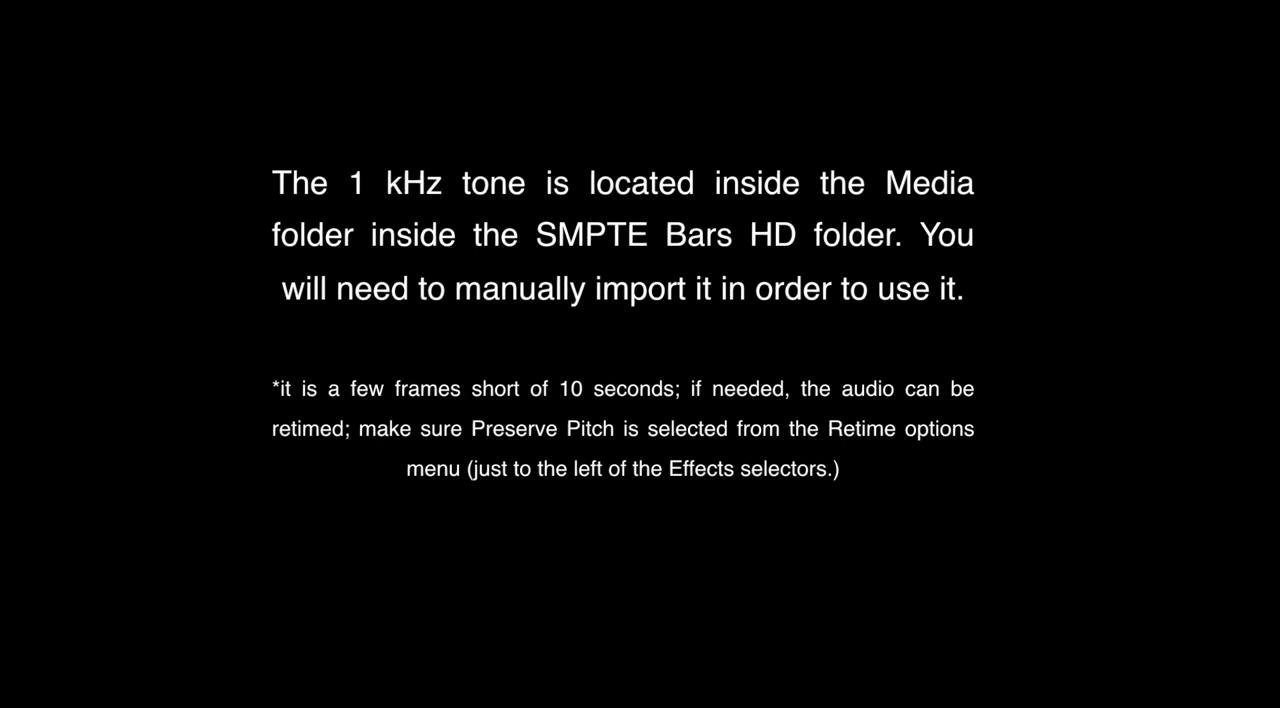 The 1 kHz tone is located inside the Media
folder inside the SMPTE Bars HD folder. You
will need to manually import it in order to use it.
*it is a few frames short of 10 seconds; if needed, the audio can be
retimed; make sure Preserve Pitch is selected from the Retime options
menu (just to the left of the Effects selectors.)